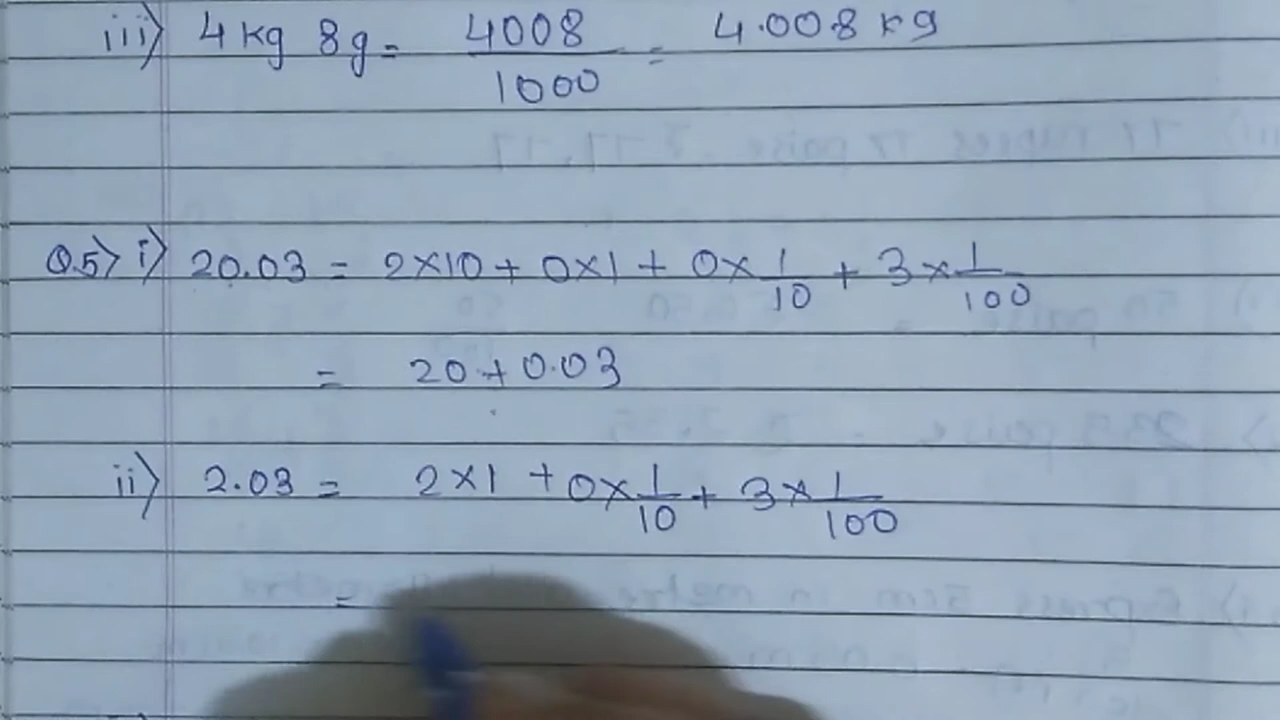 iii) 4 kg 8g = 4008/1000 = 4.008 kg
Q.5) i) 20.03 = 2×10 + 0×1 + 0×1/10 + 3×1/100
= 20 + 0.03
ii) 2.03 = 2×1 + 0×1/10 + 3×1/100
=